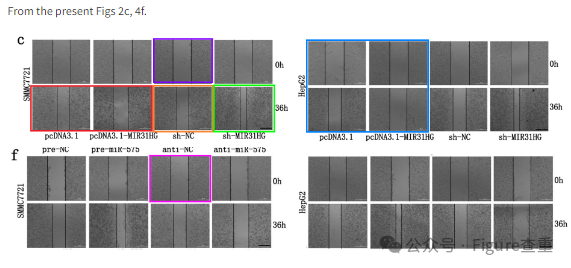 From the present Figs 2c, 4f.
c
SMMC7721
0h
36h
HepG2
0h
36h
pcDNA3.1 pcDNA3.1-MIR31HG sh-NC sh-MIR31HG
pcDNA3.1 pcDNA3.1-MIR31HG sh-NC sh-MIR31HG
f
pre-NC pre-miR-575 anti-NC anti-miR-575
SMMC7721
0h
36h
HepG2
0h
36h
公众号 · Figure查重